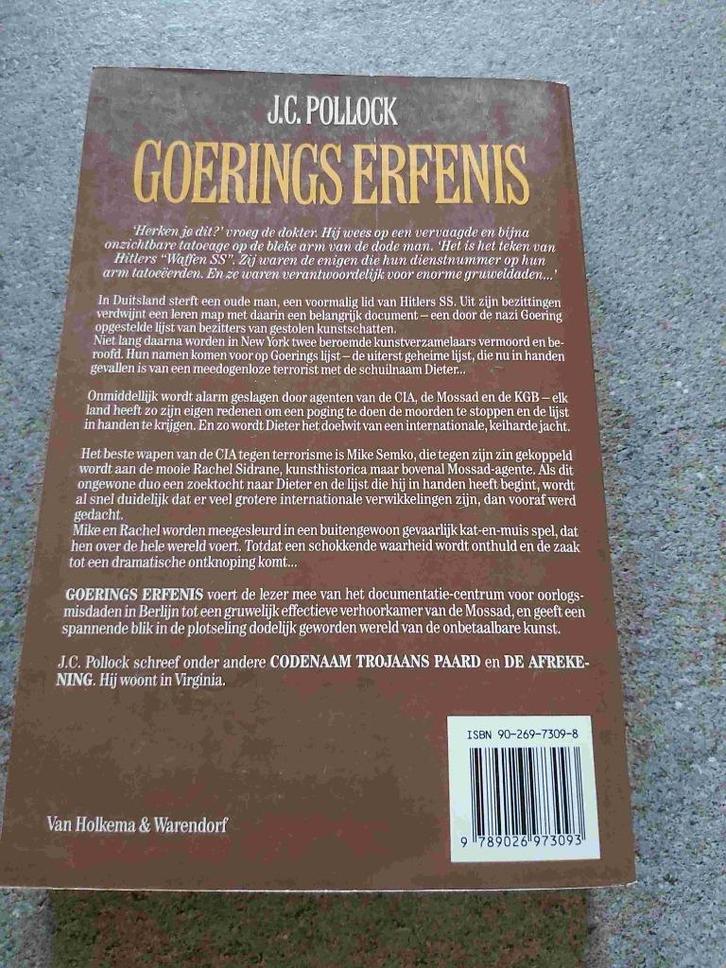 J.C. POLLOCK
GOERINGS ERFENIS
‘Herken je dit?’ vroeg de dokter. Hij wees op een vervaagde en bijna
onzichtbare tatoeage op de bleke arm van de dode man. ‘Het is het teken van
Hitlers “Waffen SS”. Zij waren de enigen die hun dienstnummer op hun
arm tatoeëerden. En ze waren verantwoordelijk voor enorme gruweldaden...’
In Duitsland sterft een oude man, een voormalig lid van Hitlers SS. Uit zijn bezittingen
verdwijnt een leren map met daarin een belangrijk document – een door de nazi Goering
opgestelde lijst van bezitters van gestolen kunstschatten.
Niet lang daarna worden in New York twee beroemde kunstverzamelaars vermoord en be-
roofd. Hun namen komen voor op Goerings lijst – de uiterst geheime lijst, die nu in handen
gevallen is van een meedogenloze terrorist met de schuilnaam Dieter...
Onmiddellijk wordt alarm geslagen door agenten van de CIA, de Mossad en de KGB – elk
land heeft zo zijn eigen redenen om een poging te doen de moorden te stoppen en de lijst
in handen te krijgen. En zo wordt Dieter het doelwit van een internationale, keiharde jacht.
Het beste wapen van de CIA tegen terrorisme is Mike Semko, die tegen zijn zin gekoppeld
wordt aan de mooie Rachel Sidrane, kunsthistorica maar bovenal Mossad-agente. Als dit
ongewone duo een zoektocht naar Dieter en de lijst die hij in handen heeft begint, wordt
al snel duidelijk dat er veel grotere internationale verwikkelingen zijn, dan vooraf werd
gedacht.
Mike en Rachel worden meegesleurd in een buitengewoon gevaarlijk kat-en-muis spel, dat
hen over de hele wereld voert. Totdat een schokkende waarheid wordt onthuld en de zaak
tot een dramatische ontknoping komt...
GOERINGS ERFENIS voert de lezer mee van het documentatie-centrum voor oorlogs-
misdaden in Berlijn tot een gruwelijk effectieve verhoorkamer van de Mossad, en geeft een
spannende blik in de plotseling dodelijk geworden wereld van de onbetaalbare kunst.
J.C. Pollock schreef onder andere CODENAAM TROJAANS PAARD en DE AFREKE-
NING. Hij woont in Virginia.
ISBN 90-269-7309-8
9 789026 973093
Van Holkema & Warendorf